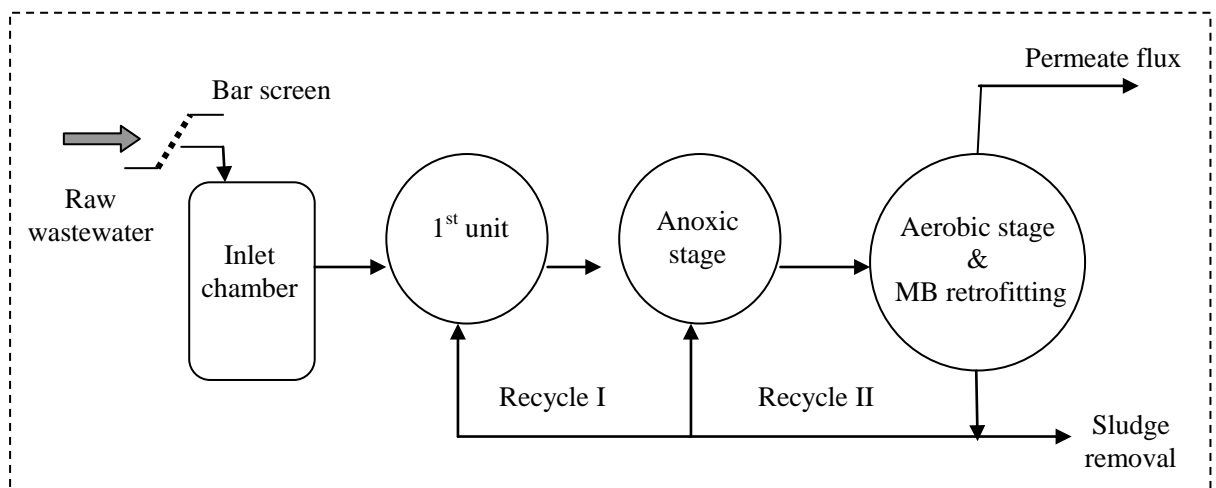 Permeate flux
Bar screen
Raw
wastewater
Inlet
chamber
1st unit
Anoxic
stage
Aerobic stage
&
MB retrofitting
Recycle I
Recycle II
Sludge
removal